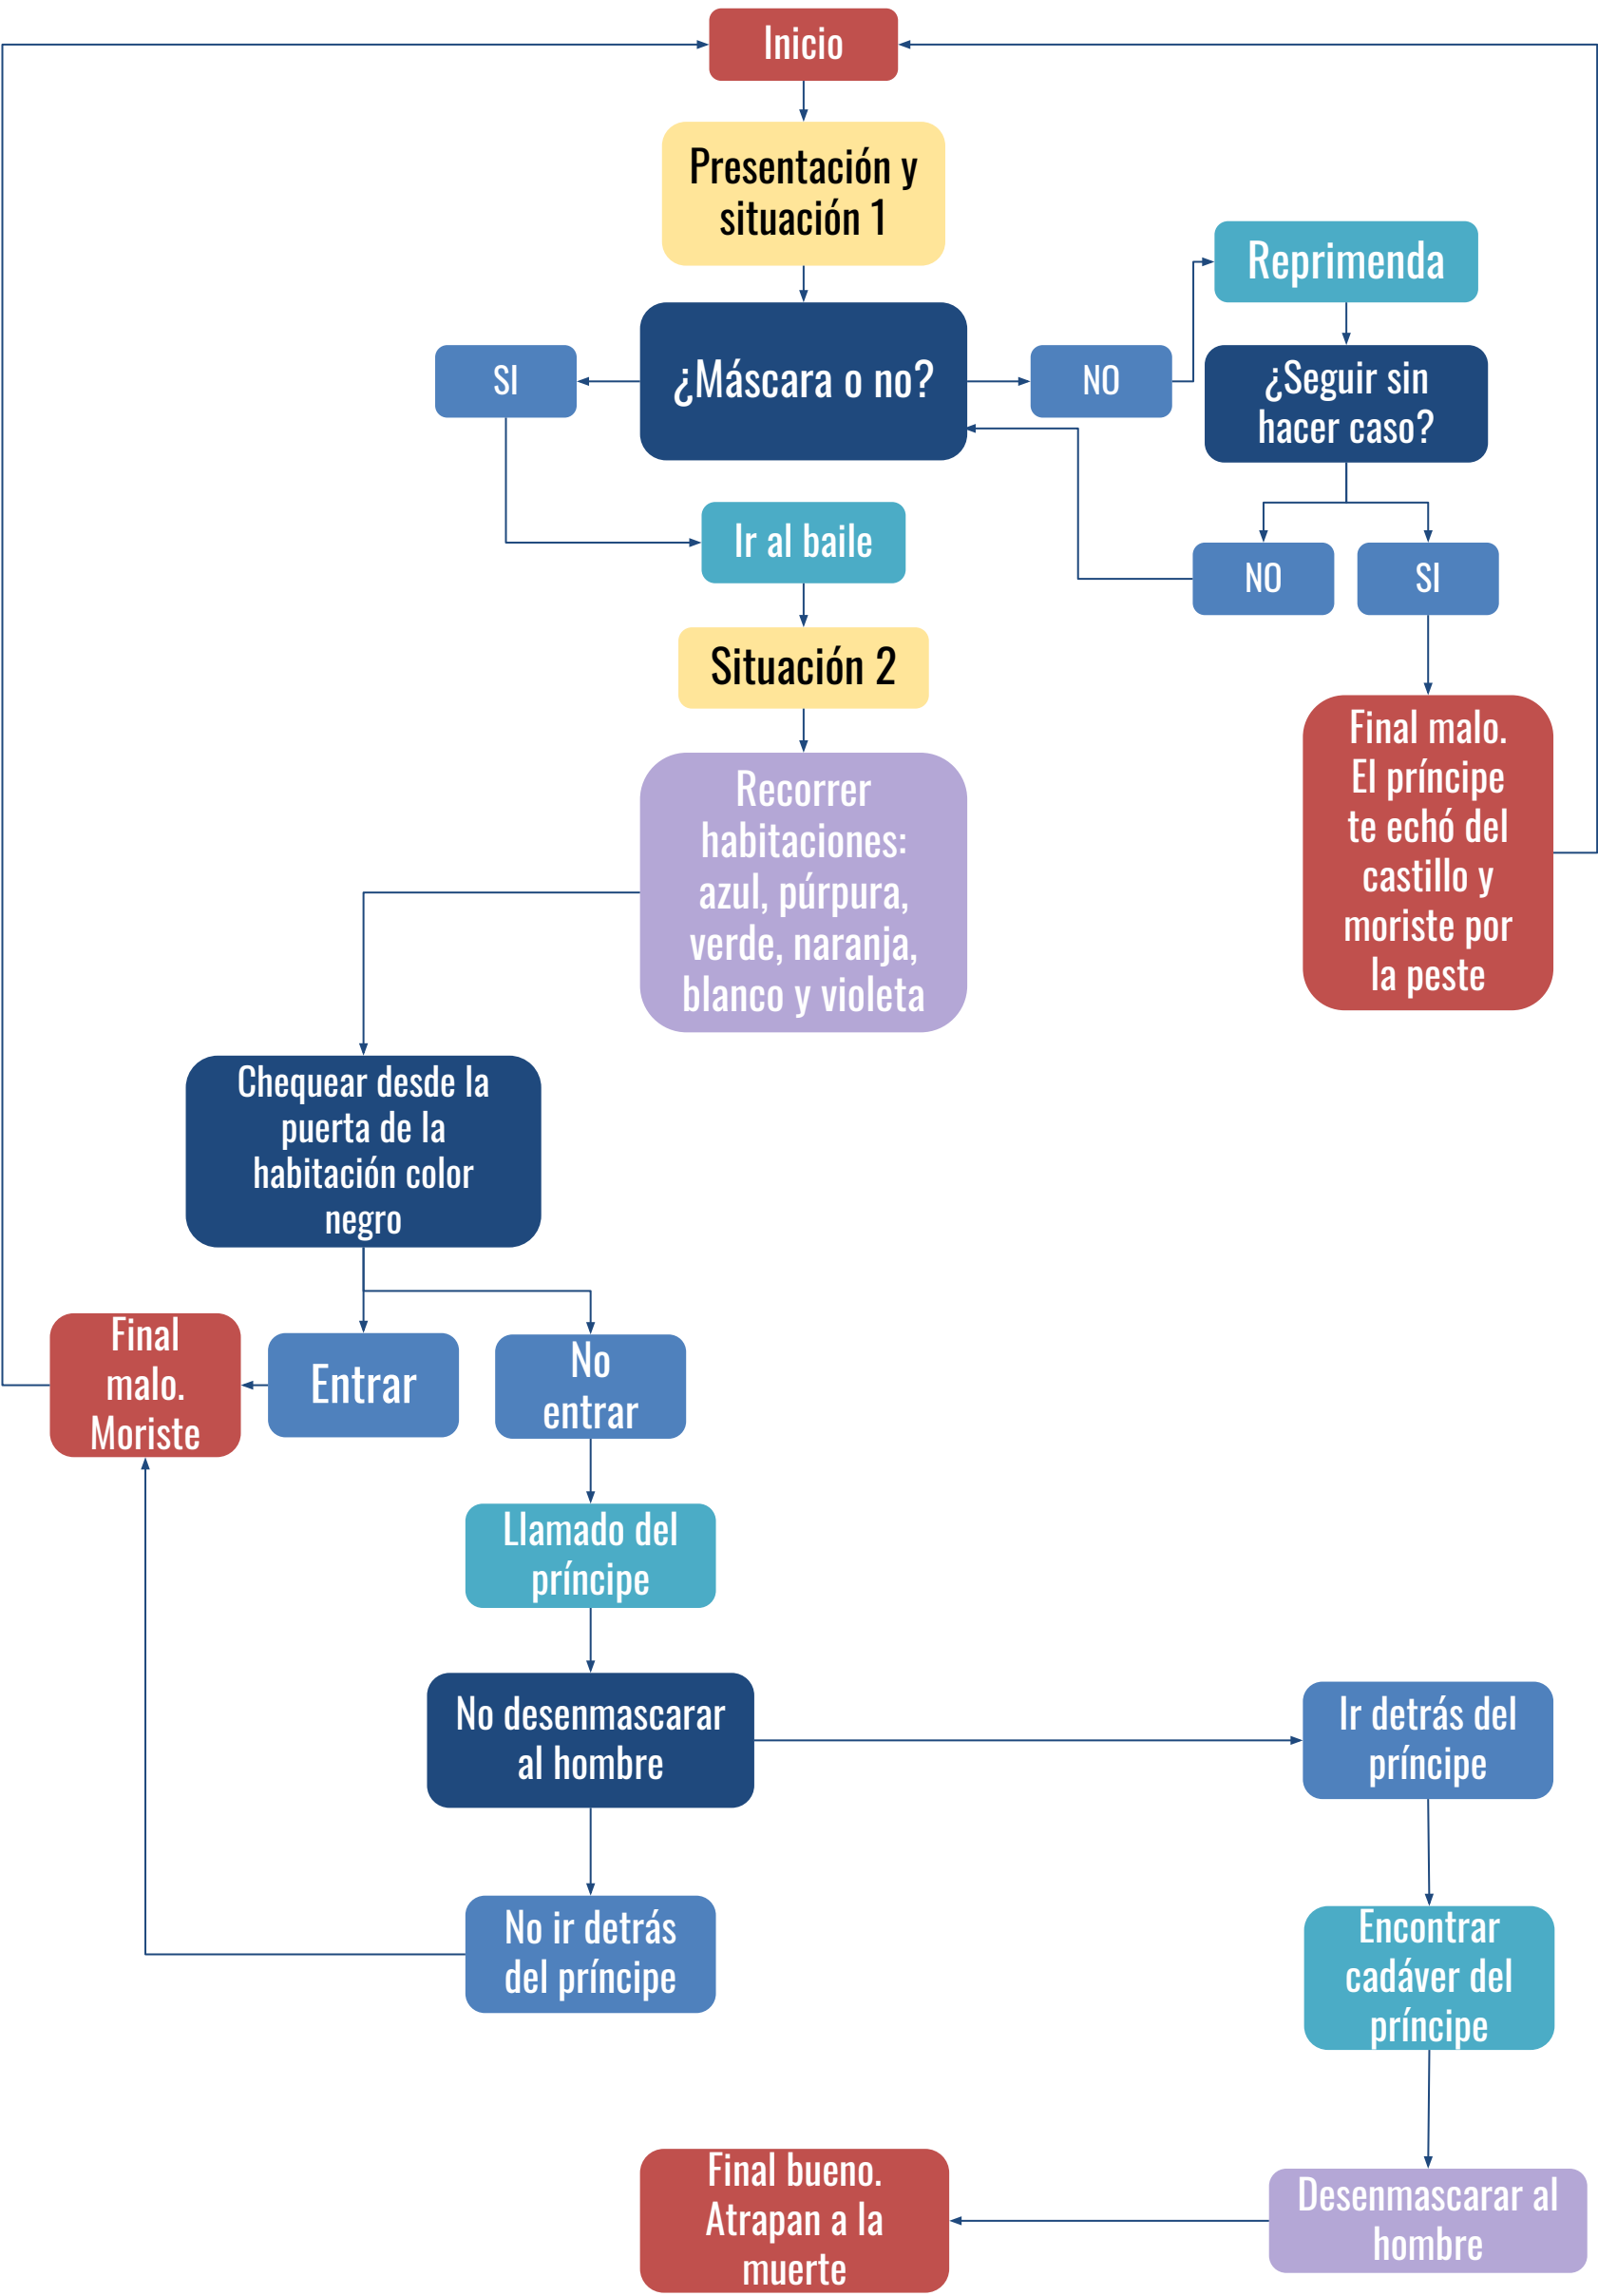 Inicio
Presentación y
situación 1
Reprimenda
SI
¿Máscara o no?
NO
¿Seguir sin
hacer caso?
Ir al baile
NO
SI
Situación 2
Final malo.
El príncipe
te echó del
castillo y
moriste por
la peste
Recorrer
habitaciones:
azul, púrpura,
verde, naranja,
blanco y violeta
Chequear desde la
puerta de la
habitación color
negro
Final
malo.
Moriste
Entrar
No
entrar
Llamado del
príncipe
No desenmascarar
al hombre
Ir detrás del
príncipe
No ir detrás
del príncipe
Encontrar
cadáver del
príncipe
Final bueno.
Atrapan a la
muerte
Desenmascarar al
hombre